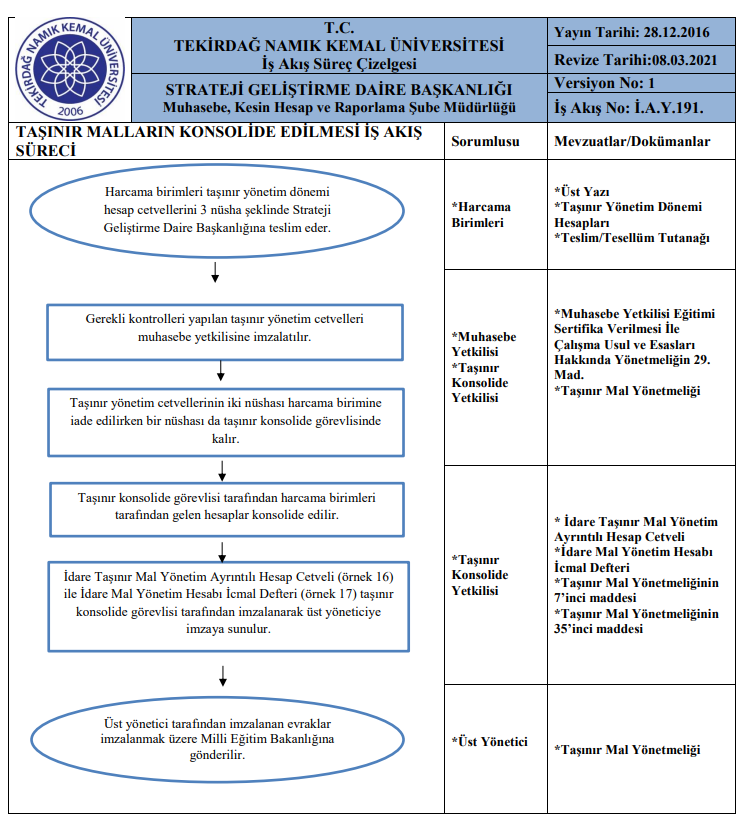 TEKİRDAĞ NAMIK KEMAL ÜNİVERSİTESİ
2006
T.C.
TEKİRDAĞ NAMIK KEMAL ÜNİVERSİTESİ
İş Akış Süreç Çizelgesi
STRATEJİ GELİŞTİRME DAİRE BAŞKANLIĞI
Muhasebe, Kesin Hesap ve Raporlama Şube Müdürlüğü
Yayın Tarihi: 28.12.2016
Revize Tarihi:08.03.2021
Versiyon No: 1
İş Akış No: İ.A.Y.191.
TAŞINIR MALLARIN KONSOLİDE EDİLMESİ İŞ AKIŞ
SÜRECİ
Sorumlusu
Mevzuatlar/Dokümanlar
Harcama birimleri taşınır yönetim dönemi
hesap cetvellerini 3 nüsha şeklinde Strateji
Geliştirme Daire Başkanlığına teslim eder.
*Harcama
Birimleri
*Üst Yazı
*Taşınır Yönetim Dönemi
Hesapları
*Teslim/Tesellüm Tutanağı
Gerekli kontrolleri yapılan taşınır yönetim cetvelleri
muhasebe yetkilisine imzalatılır.
Taşınır yönetim cetvellerinin iki nüshası harcama birimine
iade edilirken bir nüshası da taşınır konsolide görevlisinde
kalır.
*Muhasebe
Yetkilisi
*Taşınır
Konsolide
Yetkilisi
*Muhasebe Yetkilisi Eğitimi
Sertifika Verilmesi İle
Çalışma Usul ve Esasları
Hakkında Yönetmeliğin 29.
Mad.
*Taşınır Mal Yönetmeliği
Taşınır konsolide görevlisi tarafından harcama birimleri
tarafından gelen hesaplar konsolide edilir.
İdare Taşınır Mal Yönetim Ayrıntılı Hesap Cetveli (örnek 16)
ile İdare Mal Yönetim Hesabı İcmal Defteri (örnek 17) taşınır
konsolide görevlisi tarafından imzalanarak üst yöneticiye
imzaya sunulur.
*Taşınır
Konsolide
Yetkilisi
* İdare Taşınır Mal Yönetim
Ayrıntılı Hesap Cetveli
*İdare Mal Yönetim Hesabı
İcmal Defteri
*Taşınır Mal Yönetmeliğinin
7’inci maddesi
*Taşınır Mal Yönetmeliğinin
35’inci maddesi
Üst yönetici tarafından imzalanan evraklar
imzalanmak üzere Milli Eğitim Bakanlığına
gönderilir.
*Üst Yönetici
*Taşınır Mal Yönetmeliği